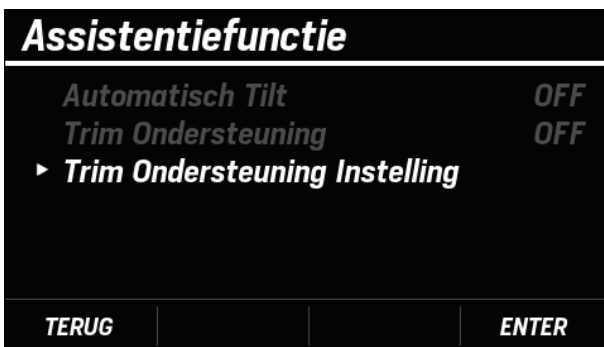 Assistentiefunctie
Automatisch Tilt OFF
Trim Ondersteuning OFF
Trim Ondersteuning Instelling
TERUG ENTER